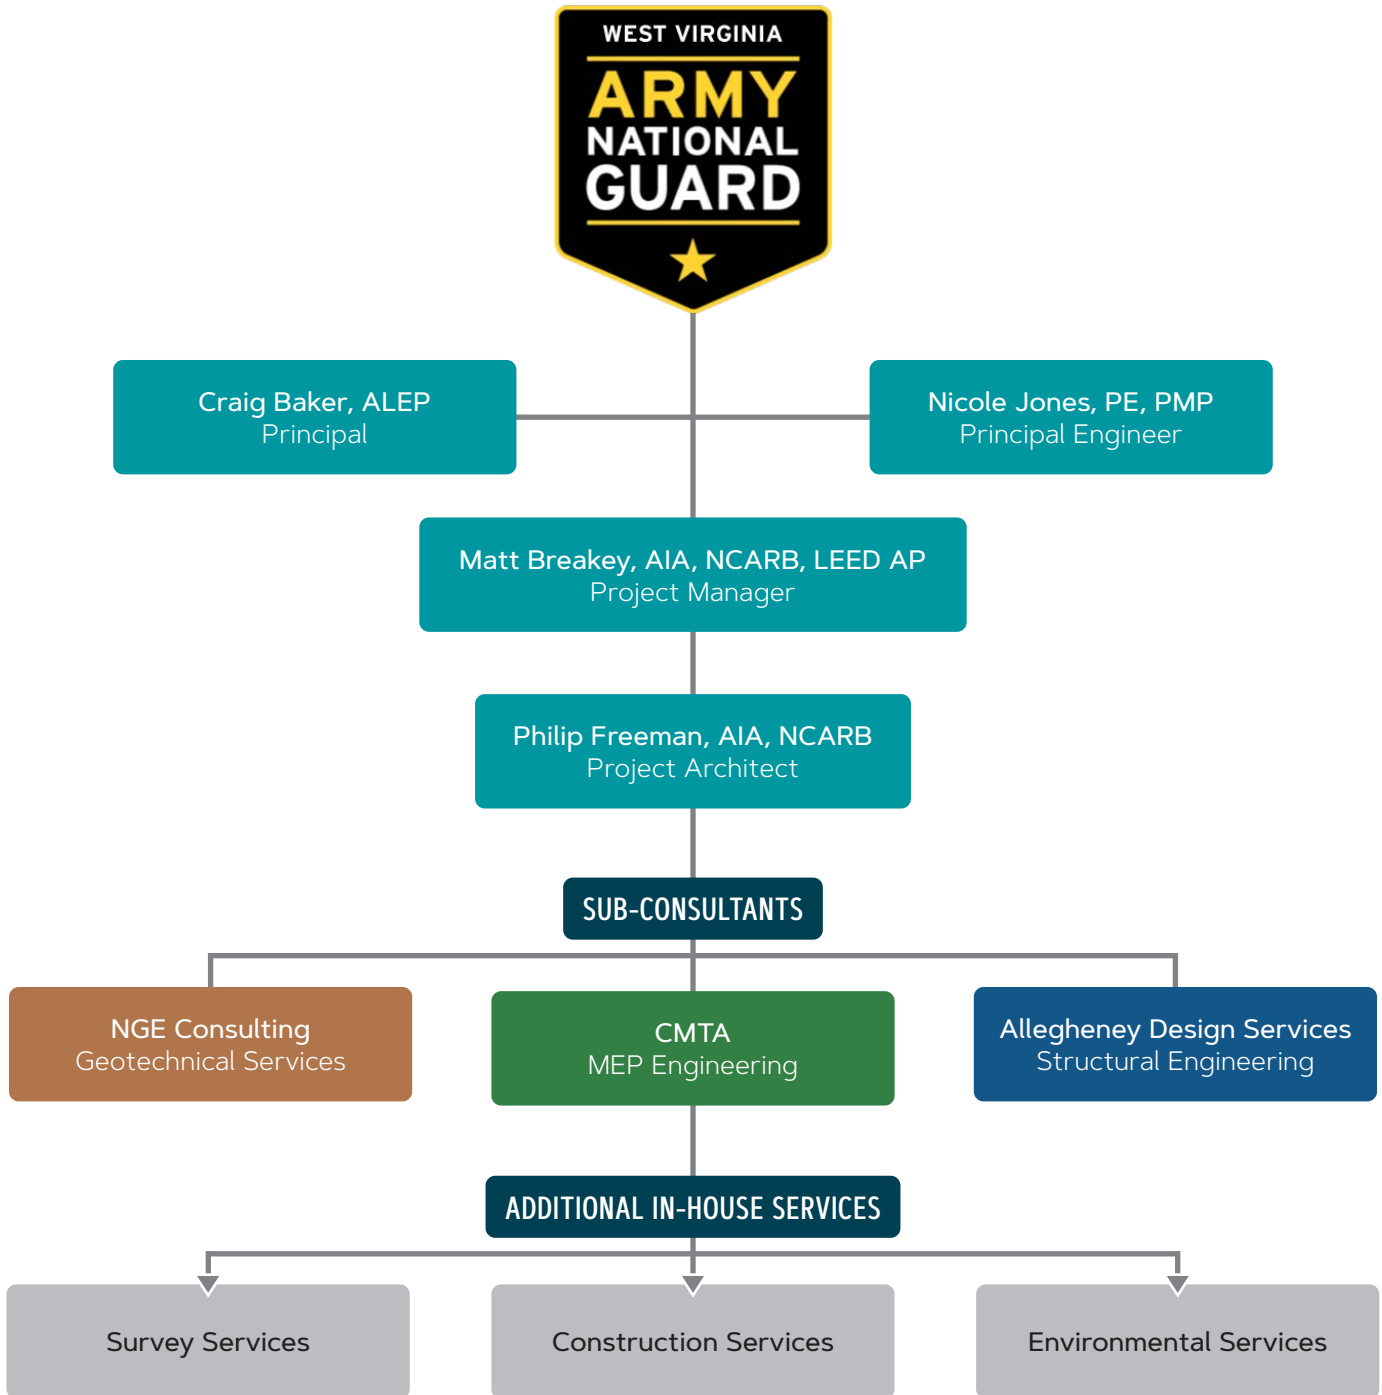 WEST VIRGINIA
ARMY
NATIONAL
GUARD
Craig Baker, ALEP
Principal
Nicole Jones, PE, PMP
Principal Engineer
Matt Breakey, AIA, NCARB, LEED AP
Project Manager
Philip Freeman, AIA, NCARB
Project Architect
SUB-CONSULTANTS
NGE Consulting
Geotechnical Services
CMTA
MEP Engineering
Allegheney Design Services
Structural Engineering
ADDITIONAL IN-HOUSE SERVICES
Survey Services
Construction Services
Environmental Services